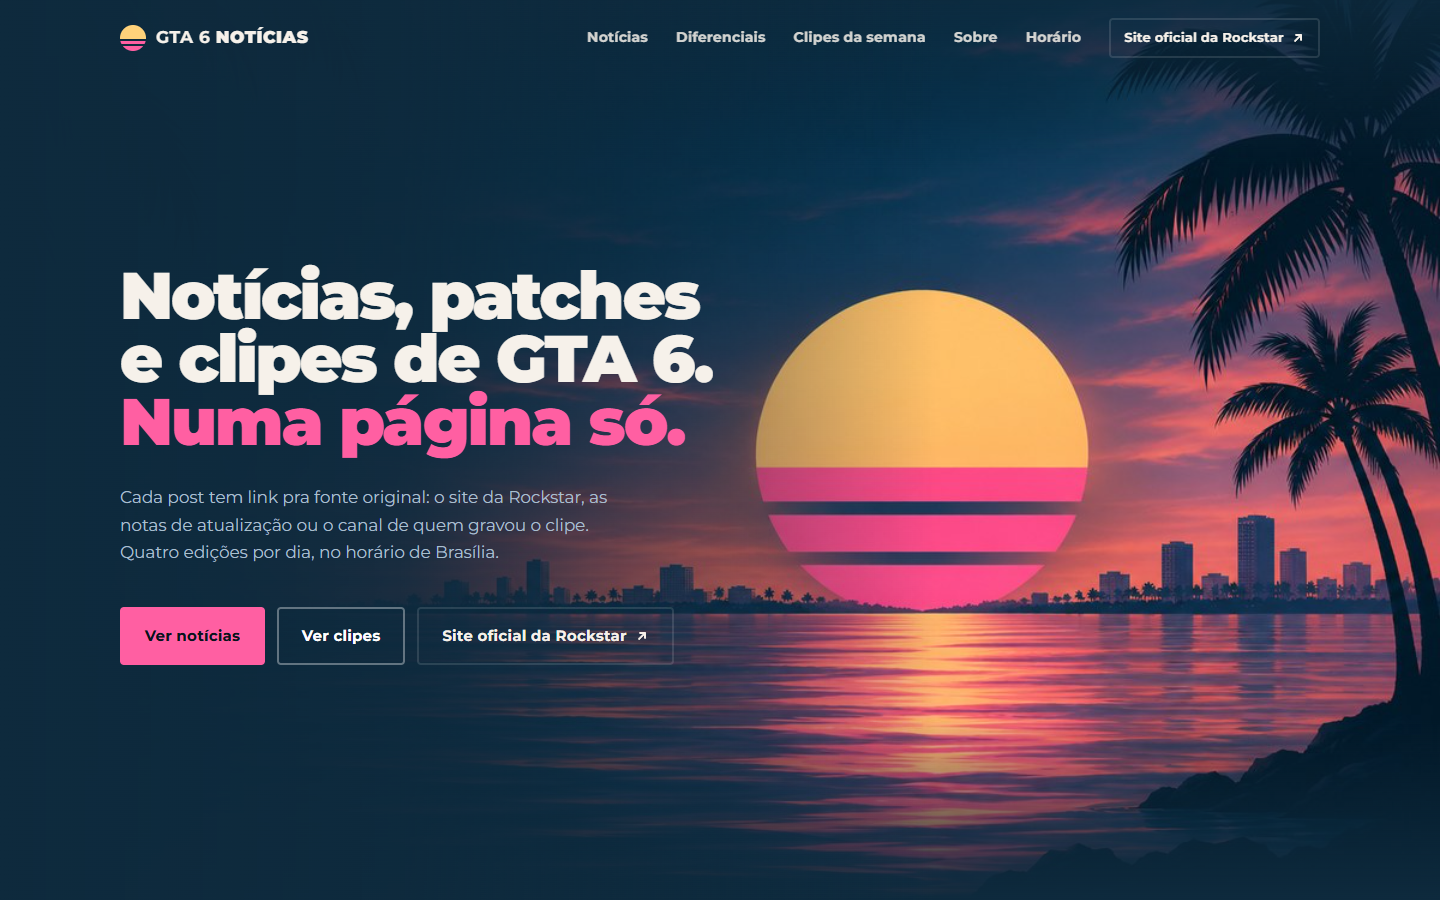 GTA 6 NOTÍCIAS
Notícias
Diferenciais
Clipes da semana
Sobre
Horário
Site oficial da Rockstar ↗
Notícias, patches
e clipes de GTA 6.
Numa página só.
Cada post tem link pra fonte original: o site da Rockstar, as
notas de atualização ou o canal de quem gravou o clipe.
Quatro edições por dia, no horário de Brasília.
Ver notícias
Ver clipes
Site oficial da Rockstar ↗